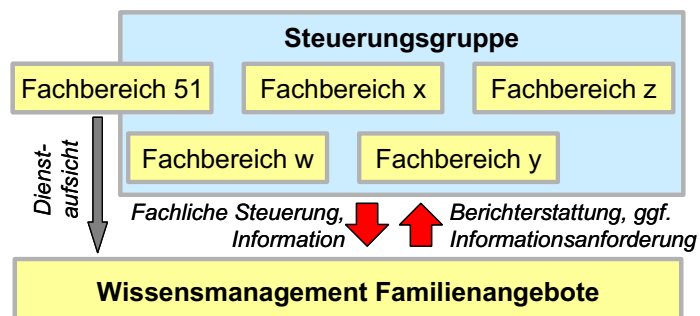 Steuerungsgruppe
Fachbereich 51
Fachbereich x
Fachbereich z
Fachbereich w
Fachbereich y
Dienst-
aufsicht
Fachliche Steuerung,
Information
Berichterstattung, ggf.
Informationsanforderung
Wissensmanagement Familienangebote